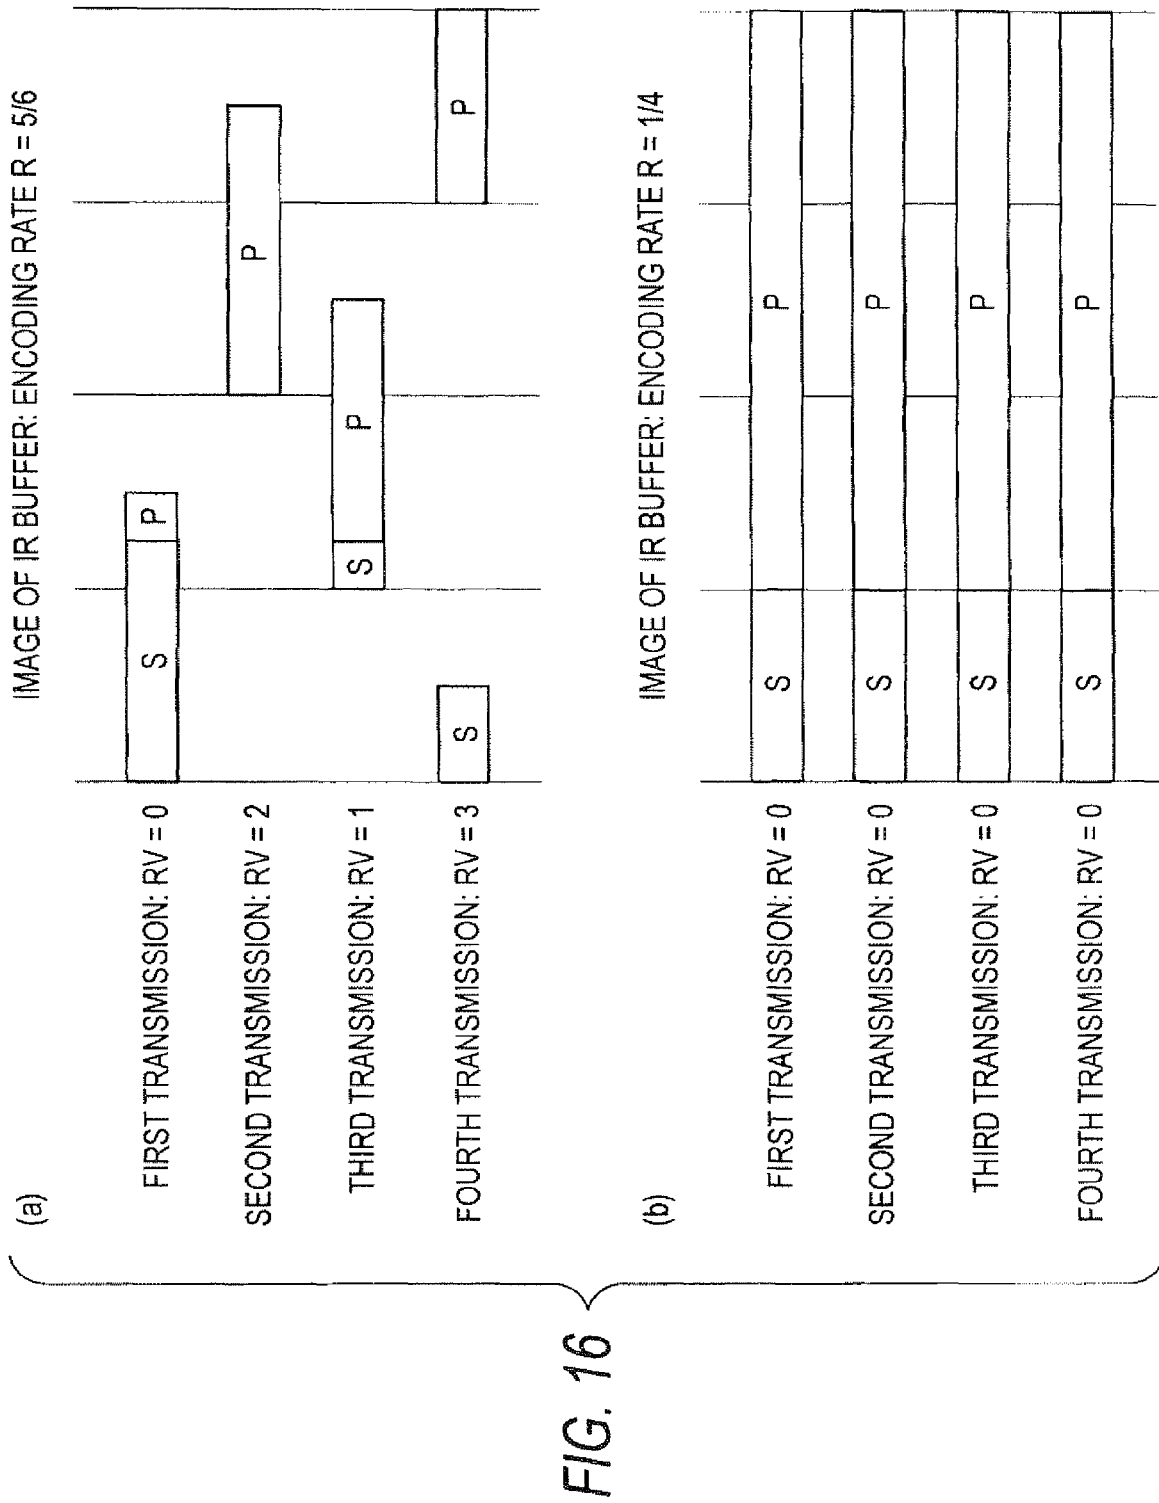 FIG. 16
(a)
IMAGE OF IR BUFFER: ENCODING RATE R = 5/6
FIRST TRANSMISSION: RV = 0
S
P
SECOND TRANSMISSION: RV = 2
P
THIRD TRANSMISSION: RV = 1
S
P
FOURTH TRANSMISSION: RV = 3
S
P
(b)
IMAGE OF IR BUFFER: ENCODING RATE R = 1/4
FIRST TRANSMISSION: RV = 0
S
P
SECOND TRANSMISSION: RV = 0
S
P
THIRD TRANSMISSION: RV = 0
S
P
FOURTH TRANSMISSION: RV = 0
S
P